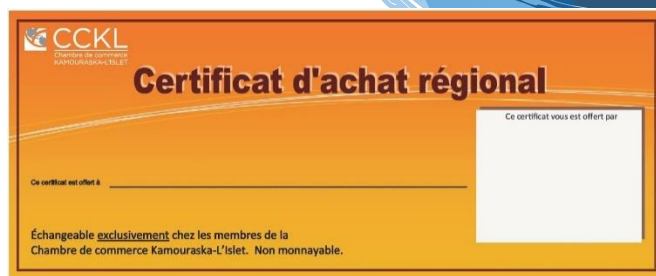 CCKL
Chambre de commerce
KAMOURASKA-L'ISLET
Certificat d'achat régional
Ce certificat vous est offert par
Ce certificat est offert à
Échangeable exclusivement chez les membres de la
Chambre de commerce Kamouraska-L'Islet. Non monnayable.